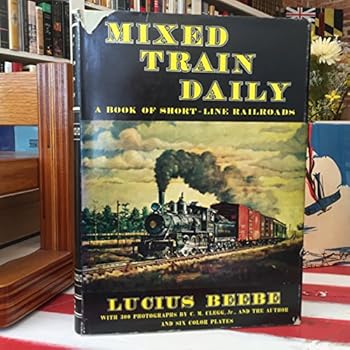 MIXED
TRAIN
DAILY
A BOOK OF SHORT-LINE RAILROADS
LUCIUS BEEBE
WITH 300 PHOTOGRAPHS BY C. M. CLEGG, Jr., AND THE AUTHOR
AND SIX COLOR PLATES